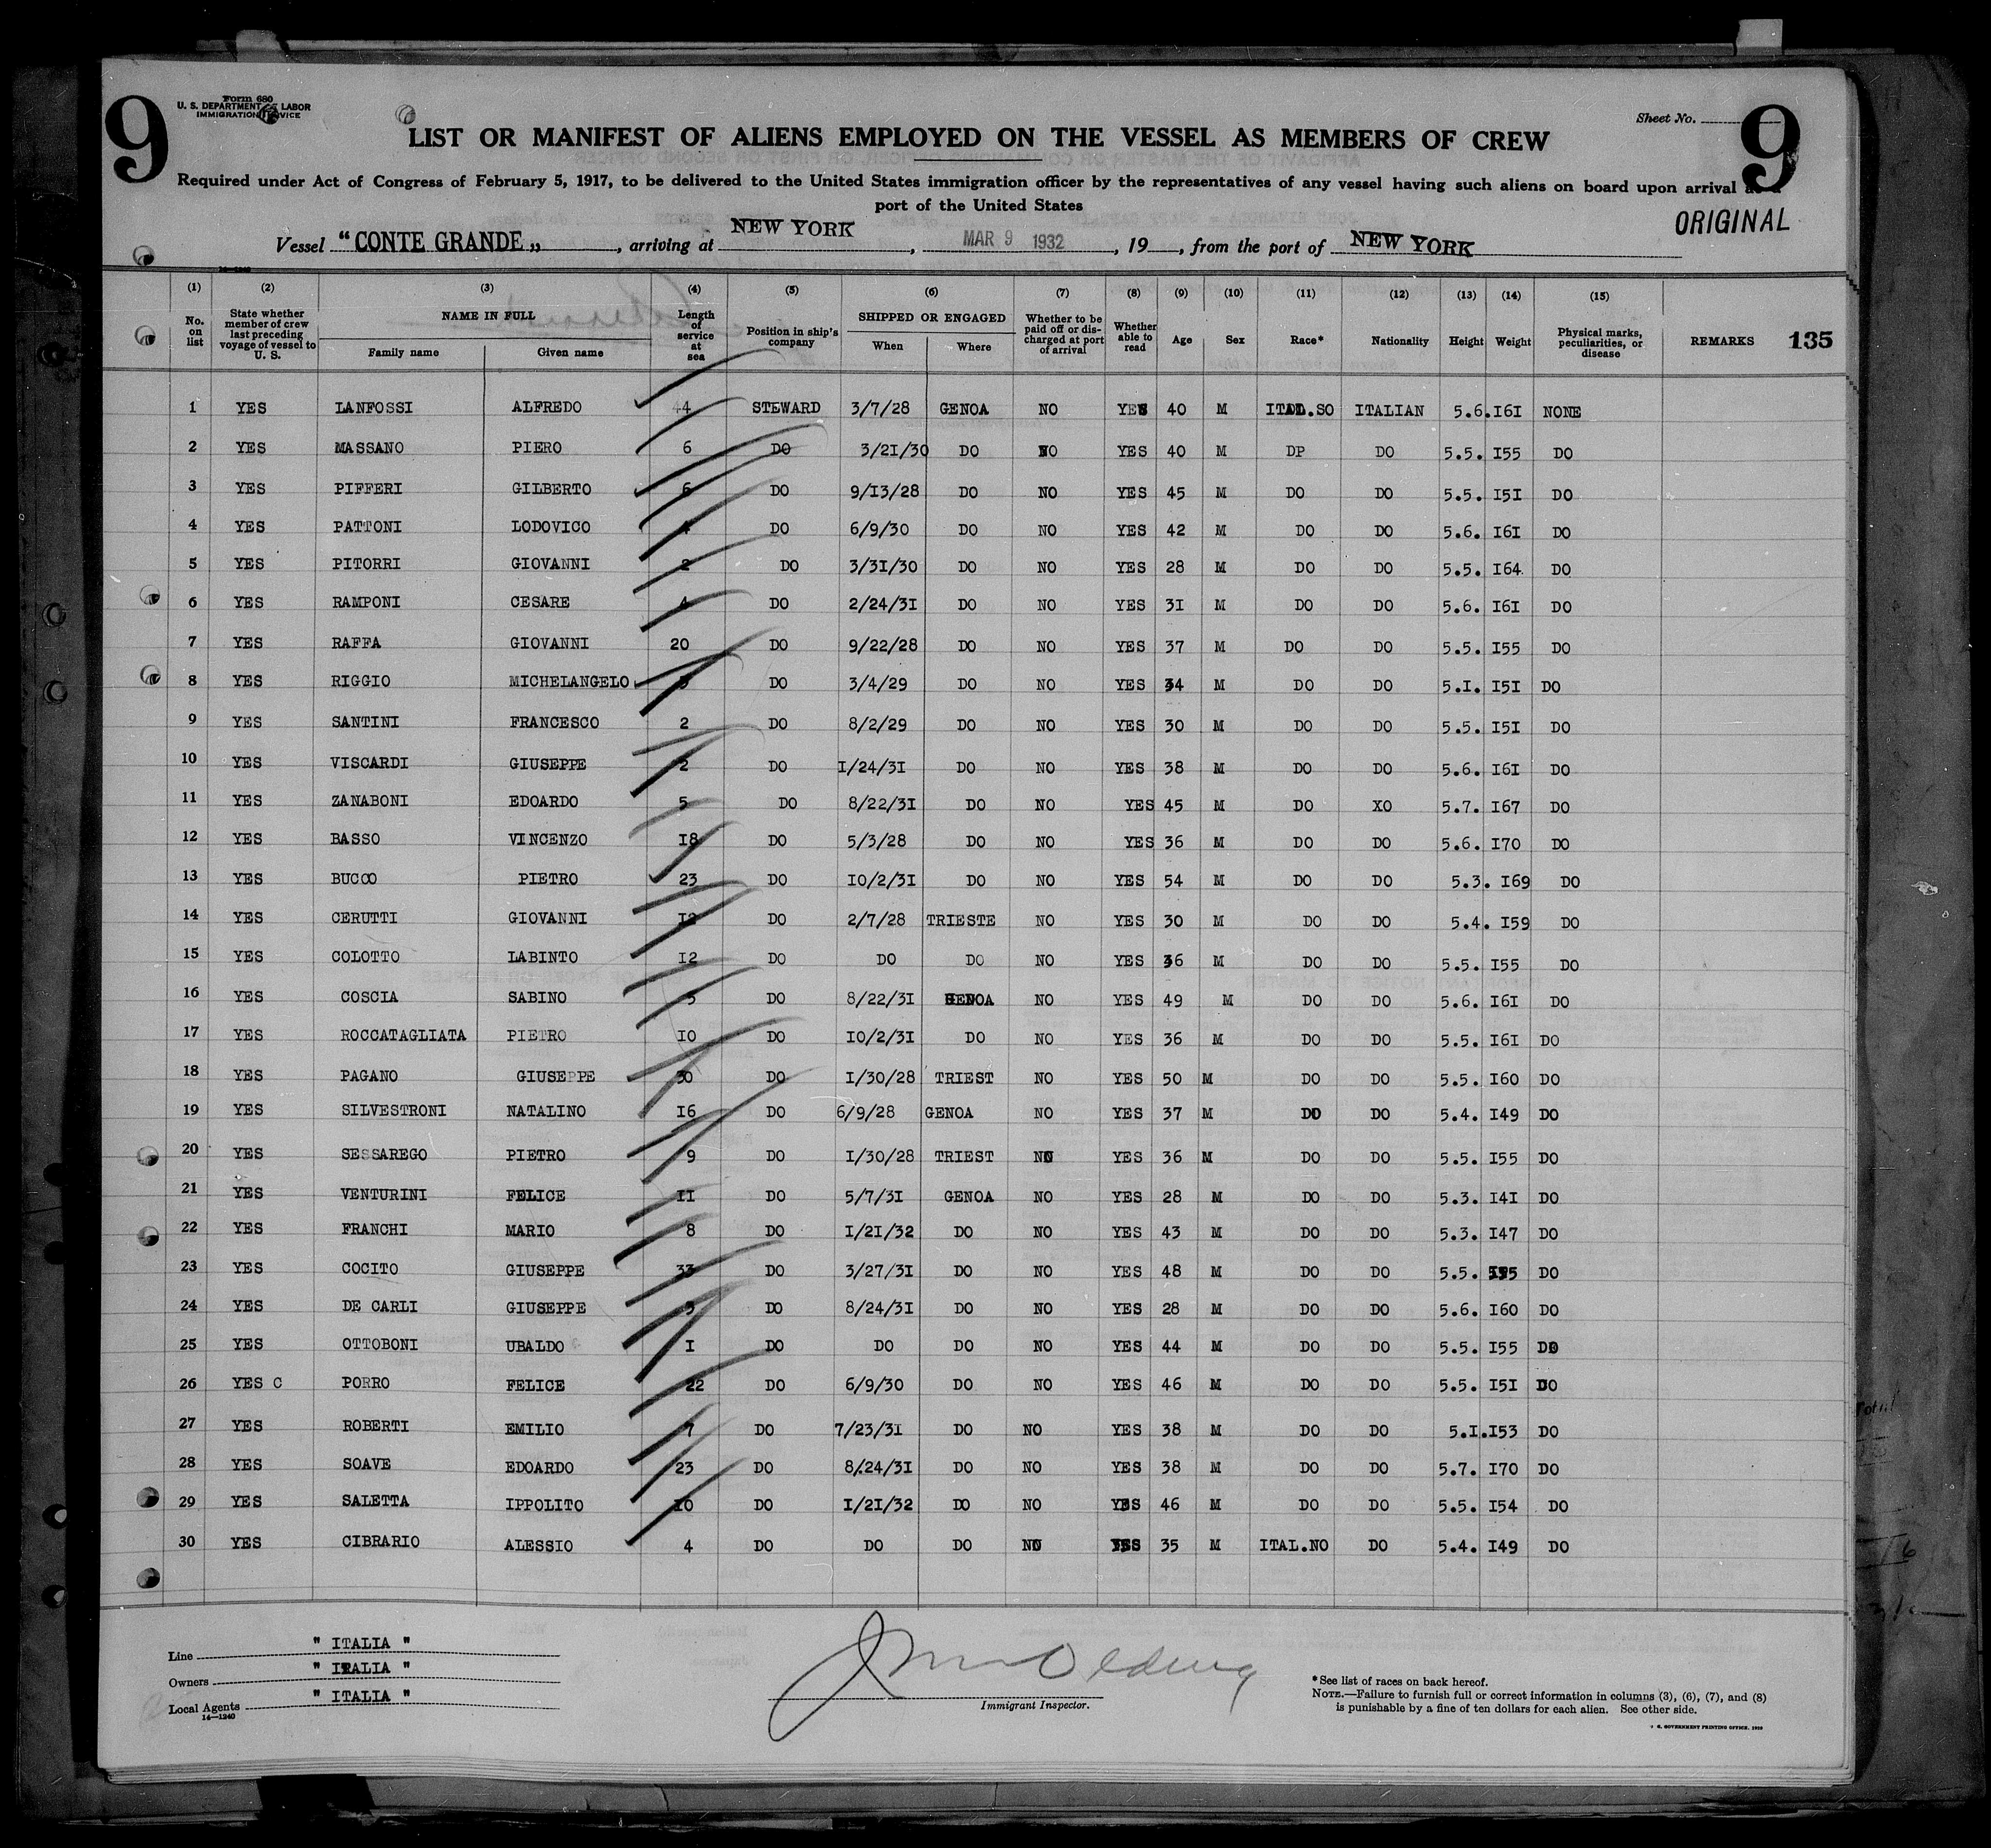 9
Form 680
U. S. DEPARTMENT OF LABOR
IMMIGRATION SERVICE
Sheet No.
9
LIST OR MANIFEST OF ALIENS EMPLOYED ON THE VESSEL AS MEMBERS OF CREW
Required under Act of Congress of February 5, 1917, to be delivered to the United States immigration officer by the representatives of any vessel having such aliens on board upon arrival at a
port of the United States
ORIGINAL
Vessel "CONTE GRANDE", arriving at NEW YORK, MAR 9 1932, 19, from the port of NEW YORK
(1) (2) (3) (4) (5) (6) (7) (8) (9) (10) (11) (12) (13) (14) (15)
No. on list State whether member of crew last preceding voyage of vessel to U. S. NAME IN FULL Family name Given name Length of service at sea Position in ship's company SHIPPED OR ENGAGED When Where Whether to be paid off or discharged at port of arrival Whether able to read Age Sex Race* Nationality Height Weight Physical marks, peculiarities, or disease REMARKS 135
1 YES LANFOSSI ALFREDO 44 STEWARD 3/7/28 GENOA NO YES 40 M ITAL.SO ITALIAN 5.6. I6I NONE
2 YES MASSANO PIERO 6 DO 3/2I/30 DO NO YES 40 M DP DO 5.5. I55 DO
3 YES PIFFERI GILBERTO 6 DO 9/I3/28 DO NO YES 45 M DO DO 5.5. I5I DO
4 YES PATTONI LODOVICO 4 DO 6/9/30 DO NO YES 42 M DO DO 5.6. I6I DO
5 YES PITORRI GIOVANNI 2 DO 3/3I/30 DO NO YES 28 M DO DO 5.5. I64 DO
6 YES RAMPONI CESARE 4 DO 2/24/3I DO NO YES 3I M DO DO 5.6. I6I DO
7 YES RAFFA GIOVANNI 20 DO 9/22/28 DO NO YES 37 M DO DO 5.5. I55 DO
8 YES RIGGIO MICHELANGELO DO 3/4/29 DO NO YES 34 M DO DO 5.I. I5I DO
9 YES SANTINI FRANCESCO 2 DO 8/2/29 DO NO YES 30 M DO DO 5.5. I5I DO
10 YES VISCARDI GIUSEPPE 2 DO I/24/3I DO NO YES 38 M DO DO 5.6. I6I DO
11 YES ZANABONI EDOARDO 5 DO 8/22/3I DO NO YES 45 M DO XO 5.7. I67 DO
12 YES BASSO VINCENZO I8 DO 5/3/28 DO NO YES 36 M DO DO 5.6. I70 DO
13 YES BUCCO PIETRO 23 DO IO/2/3I DO NO YES 54 M DO DO 5.3. I69 DO
14 YES CERUTTI GIOVANNI I2 DO 2/7/28 TRIESTE NO YES 30 M DO DO 5.4. I59 DO
15 YES COLOTTO LABINTO I2 DO DO DO NO YES 36 M DO DO 5.5. I55 DO
16 YES COSCIA SABINO 5 DO 8/22/3I GENOA NO YES 49 M DO DO 5.6. I6I DO
17 YES ROCCATAGLIATA PIETRO IO DO IO/2/3I DO NO YES 36 M DO DO 5.5. I6I DO
18 YES PAGANO GIUSEPPE 30 DO I/30/28 TRIEST NO YES 50 M DO DO 5.5. I60 DO
19 YES SILVESTRONI NATALINO I6 DO 6/9/28 GENOA NO YES 37 M DO DO 5.4. I49 DO
20 YES SESSAREGO PIETRO 9 DO I/30/28 TRIEST NO YES 36 M DO DO 5.5. I55 DO
21 YES VENTURINI FELICE II DO 5/7/3I GENOA NO YES 28 M DO DO 5.3. I4I DO
22 YES FRANCHI MARIO 8 DO I/2I/32 DO NO YES 43 M DO DO 5.3. I47 DO
23 YES COCITO GIUSEPPE 33 DO 3/27/3I DO NO YES 48 M DO DO 5.5. DO
24 YES DE CARLI GIUSEPPE 5 DO 8/24/3I DO NO YES 28 M DO DO 5.6. I60 DO
25 YES OTTOBONI UBALDO I DO DO DO NO YES 44 M DO DO 5.5. I55 DO
26 YES C PORRO FELICE 22 DO 6/9/30 DO NO YES 46 M DO DO 5.5. I5I DO
27 YES ROBERTI EMILIO 7 DO 7/23/3I DO NO YES 38 M DO DO 5.I. I53 DO
28 YES SOAVE EDOARDO 23 DO 8/24/3I DO NO YES 38 M DO DO 5.7. I70 DO
29 YES SALETTA IPPOLITO I0 DO I/2I/32 DO NO YES 46 M DO DO 5.5. I54 DO
30 YES CIBRARIO ALESSIO 4 DO DO DO NO YES 35 M ITAL.NO DO 5.4. I49 DO
Line " ITALIA "
Owners " ITALIA "
Local Agents " ITALIA "
14—1240
Immigrant Inspector.
*See list of races on back hereof.
NOTE.—Failure to furnish full or correct information in columns (3), (6), (7), and (8)
is punishable by a fine of ten dollars for each alien. See other side.